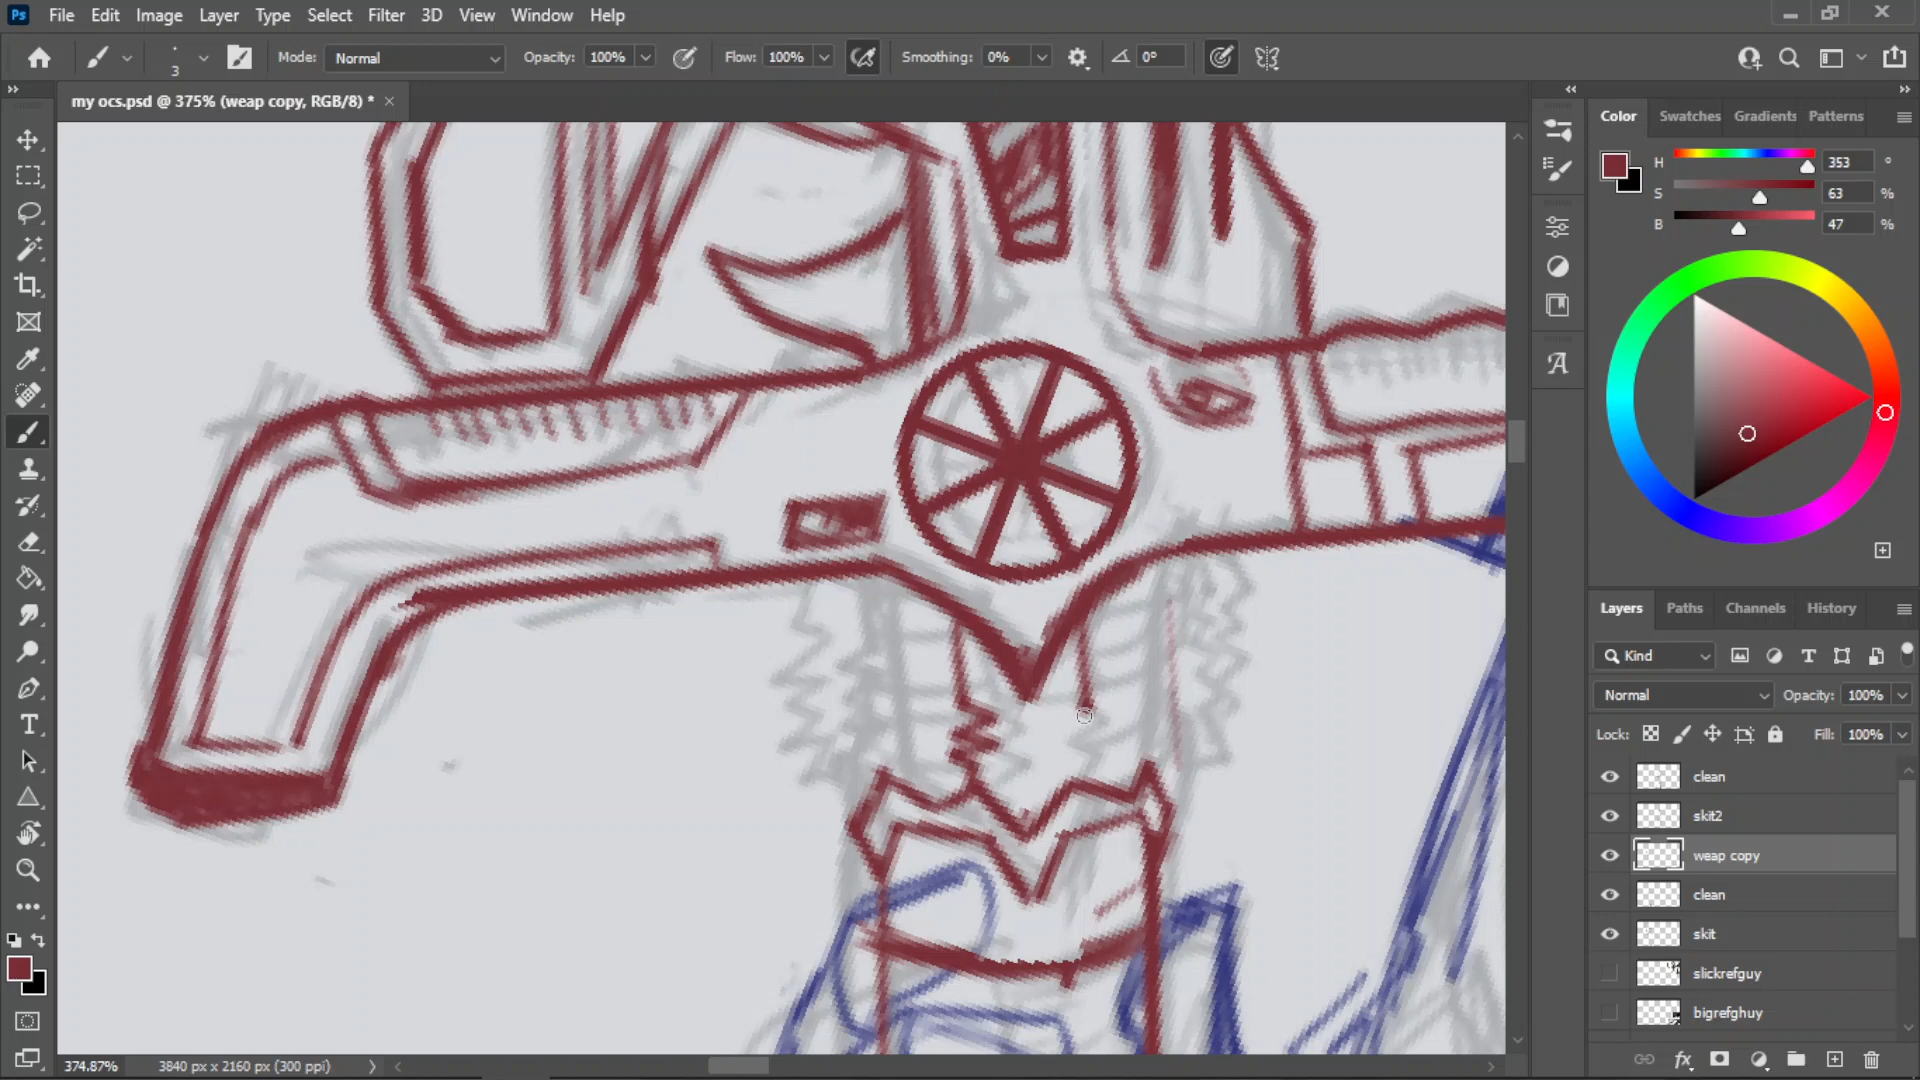 Ps File Edit Image Layer Type Select Filter 3D View Window Help
3 Mode: Normal Opacity: 100% Flow: 100% Smoothing: 0% 0°
my ocs.psd @ 375% (weap copy, RGB/8) *
Color Swatches Gradients Patterns
H 353 °
S 63 %
B 47 %
Layers Paths Channels History
Kind
Normal Opacity: 100%
Lock: Fill: 100%
clean
skit2
weap copy
clean
skit
slickrefguy
bigrefghuy
374.87% 3840 px x 2160 px (300 ppi)